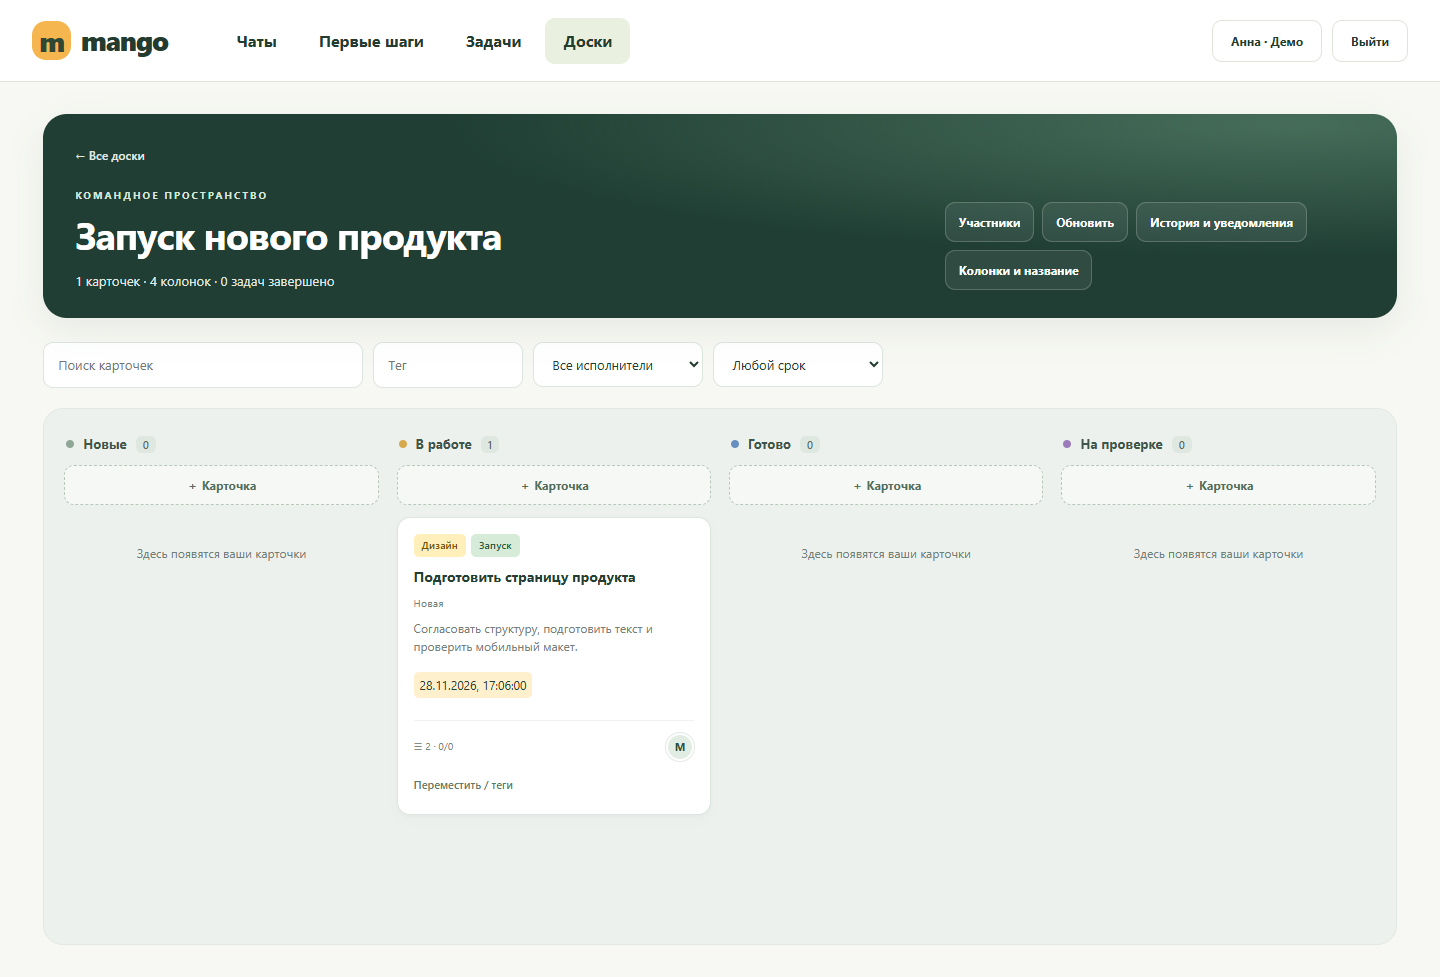 m mango
Чаты
Первые шаги
Задачи
Доски
Анна · Демо
Выйти
← Все доски
КОМАНДНОЕ ПРОСТРАНСТВО
Запуск нового продукта
1 карточек · 4 колонок · 0 задач завершено
Участники
Обновить
История и уведомления
Колонки и название
Поиск карточек
Тег
Все исполнители
Любой срок
Новые 0
+ Карточка
Здесь появятся ваши карточки
В работе 1
+ Карточка
Дизайн
Запуск
Подготовить страницу продукта
Новая
Согласовать структуру, подготовить текст и
проверить мобильный макет.
28.11.2026, 17:06:00
☰ 2 · 0/0
М
Переместить / теги
Готово 0
+ Карточка
Здесь появятся ваши карточки
На проверке 0
+ Карточка
Здесь появятся ваши карточки